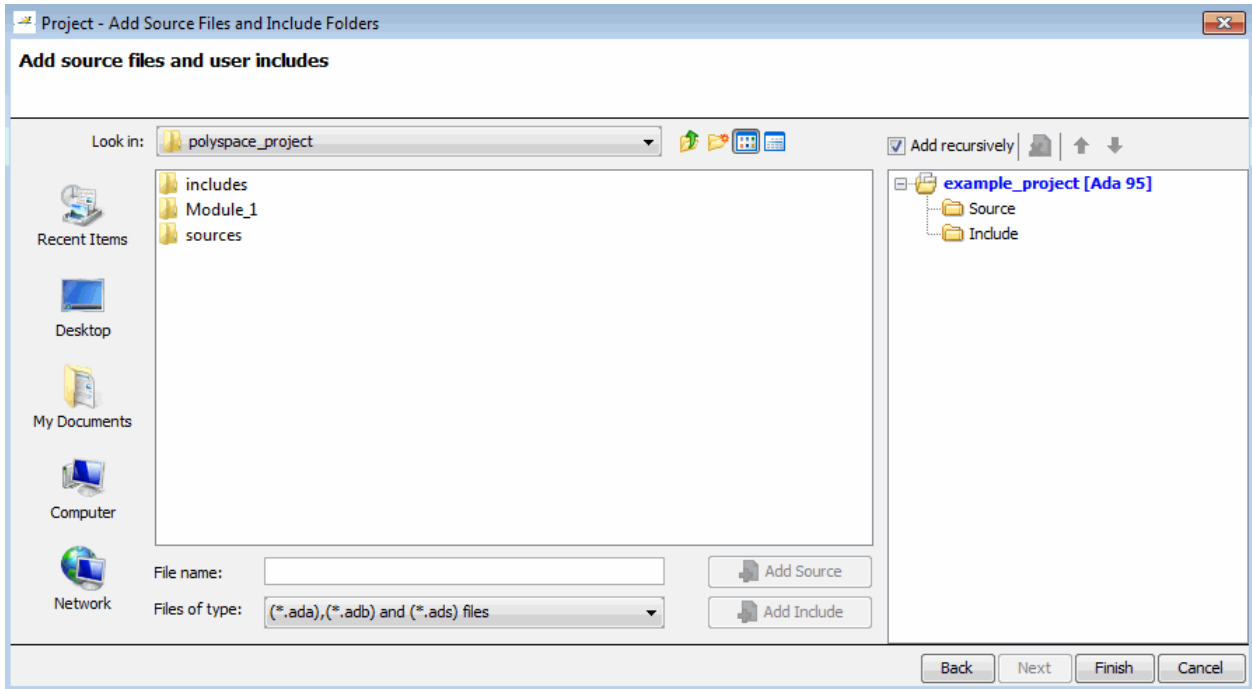 Project - Add Source Files and Include Folders
Add source files and user includes
Look in:
polyspace_project
Add recursively
Recent Items
Desktop
My Documents
Computer
Network
includes
Module_1
sources
example_project [Ada 95]
Source
Include
File name:
Add Source
Files of type:
(*.ada),(*.adb) and (*.ads) files
Add Include
Back
Next
Finish
Cancel